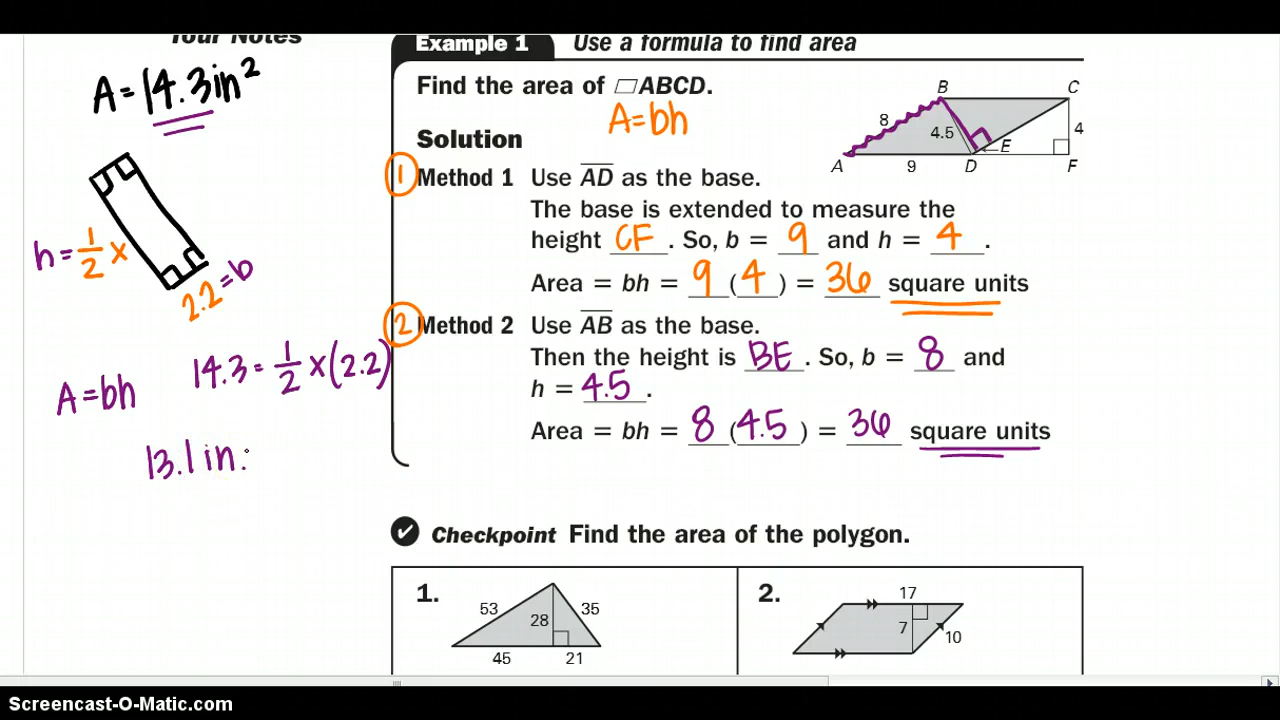 Your Notes
A = 14.3 in²
h = 1/2 x
2.2 = b
A = bh
14.3 = 1/2 x (2.2)
13.1 in.
Example 1 Use a formula to find area
Find the area of ▱ABCD.
A = bh
Solution
B
C
8
4.5
4
E
A
9
D
F
1 Method 1 Use AD as the base.
The base is extended to measure the
height CF . So, b = 9 and h = 4 .
Area = bh = 9 ( 4 ) = 36 square units
2 Method 2 Use AB as the base.
Then the height is BE . So, b = 8 and
h = 4.5 .
Area = bh = 8 ( 4.5 ) = 36 square units
Checkpoint Find the area of the polygon.
1.
53
28
35
45
21
2.
17
7
10
Screencast-O-Matic.com